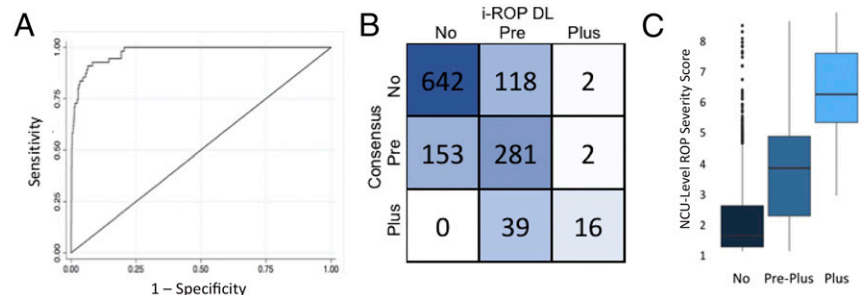 A
1.00
0.75
0.50
0.25
0.00
Sensitivity
0.00 0.25 0.50 0.75 1.00
1 – Specificity
B
i-ROP DL
No Pre Plus
Consensus
No 642 118 2
Pre 153 281 2
Plus 0 39 16
C
NCU-Level ROP Severity Score
8
7
6
5
4
3
2
1
No Pre-Plus Plus